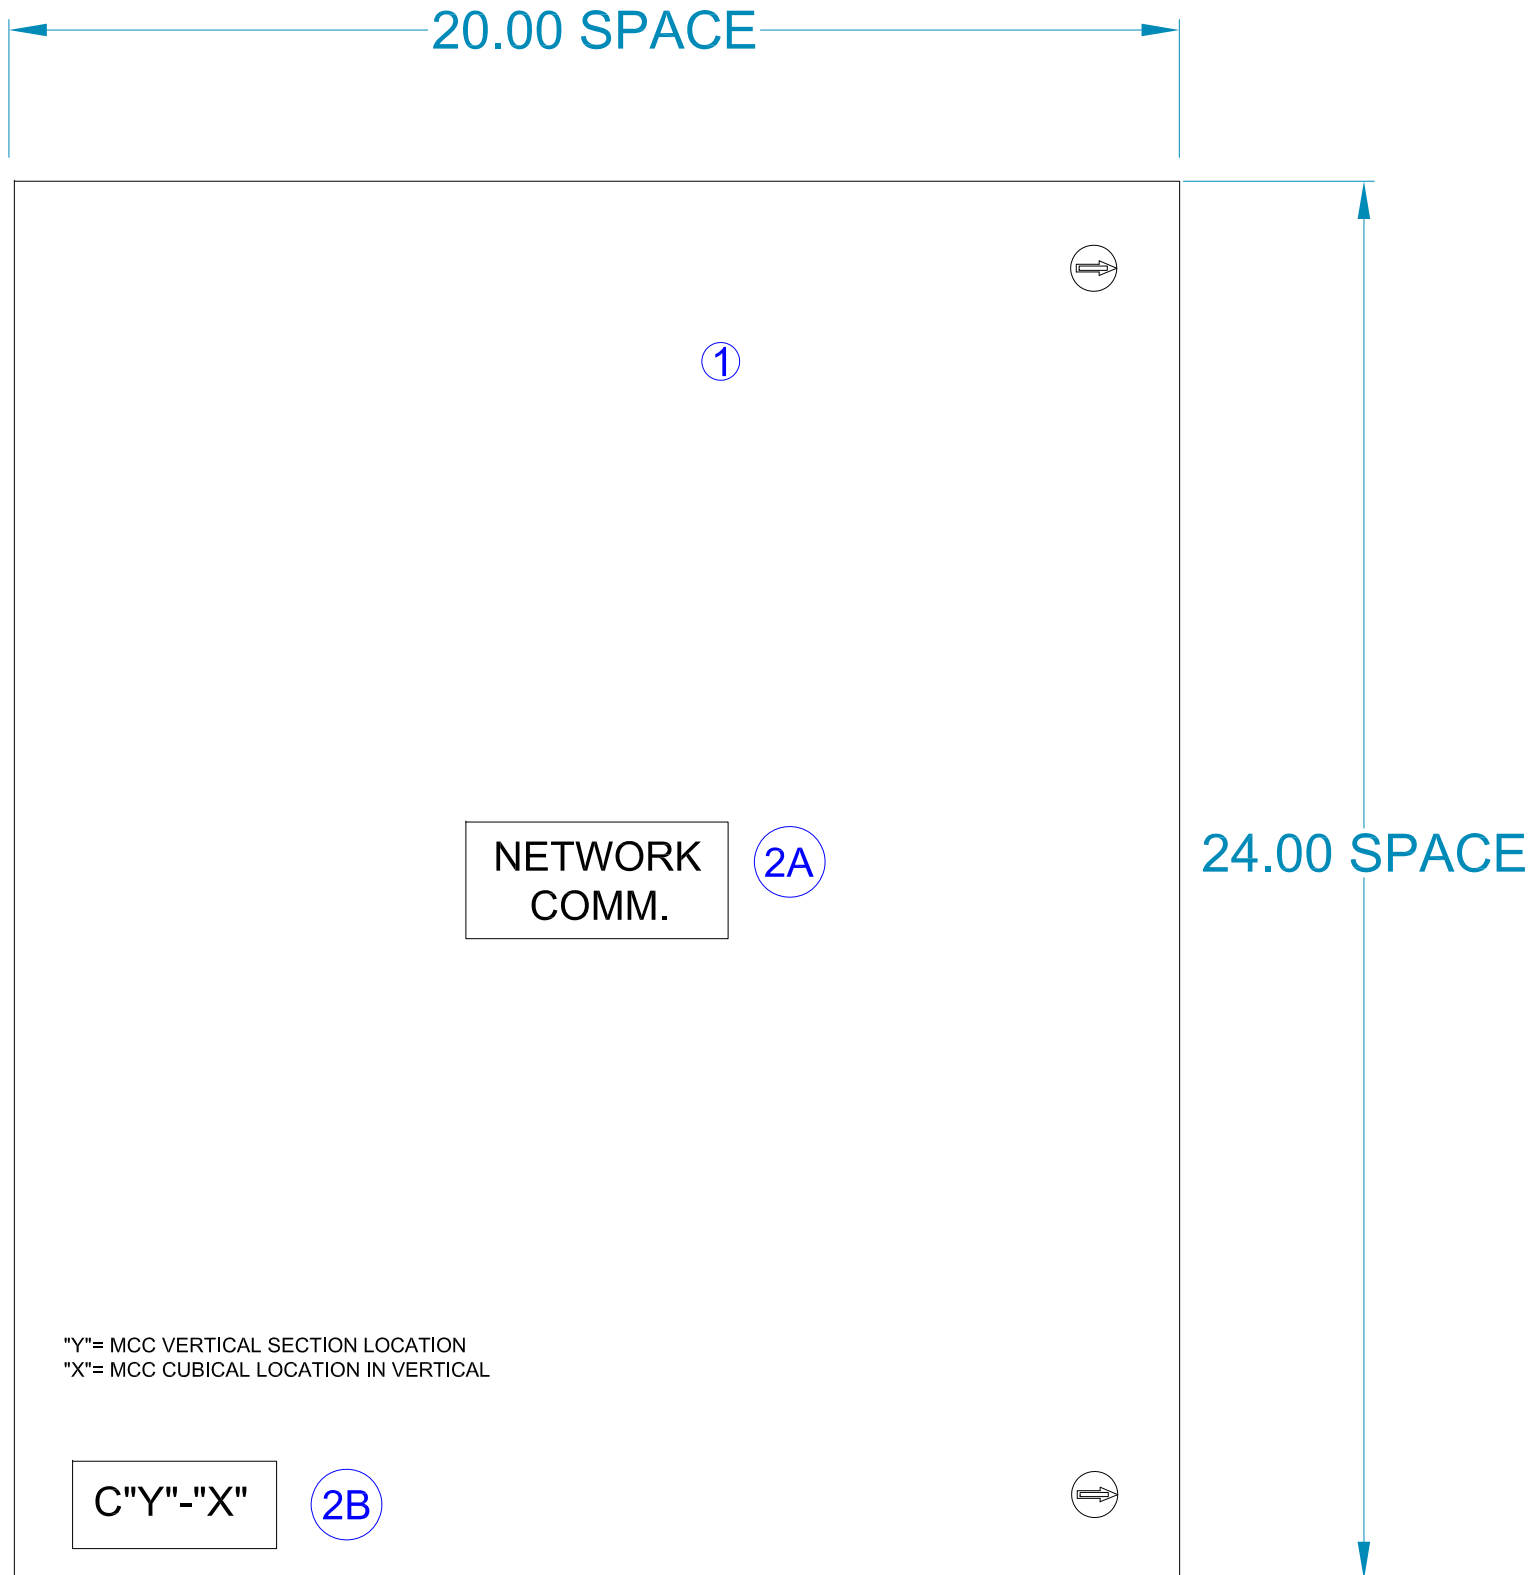 20.00 SPACE
1
NETWORK
COMM.
2A
24.00 SPACE
"Y"= MCC VERTICAL SECTION LOCATION
"X"= MCC CUBICAL LOCATION IN VERTICAL
C"Y"-"X"
2B